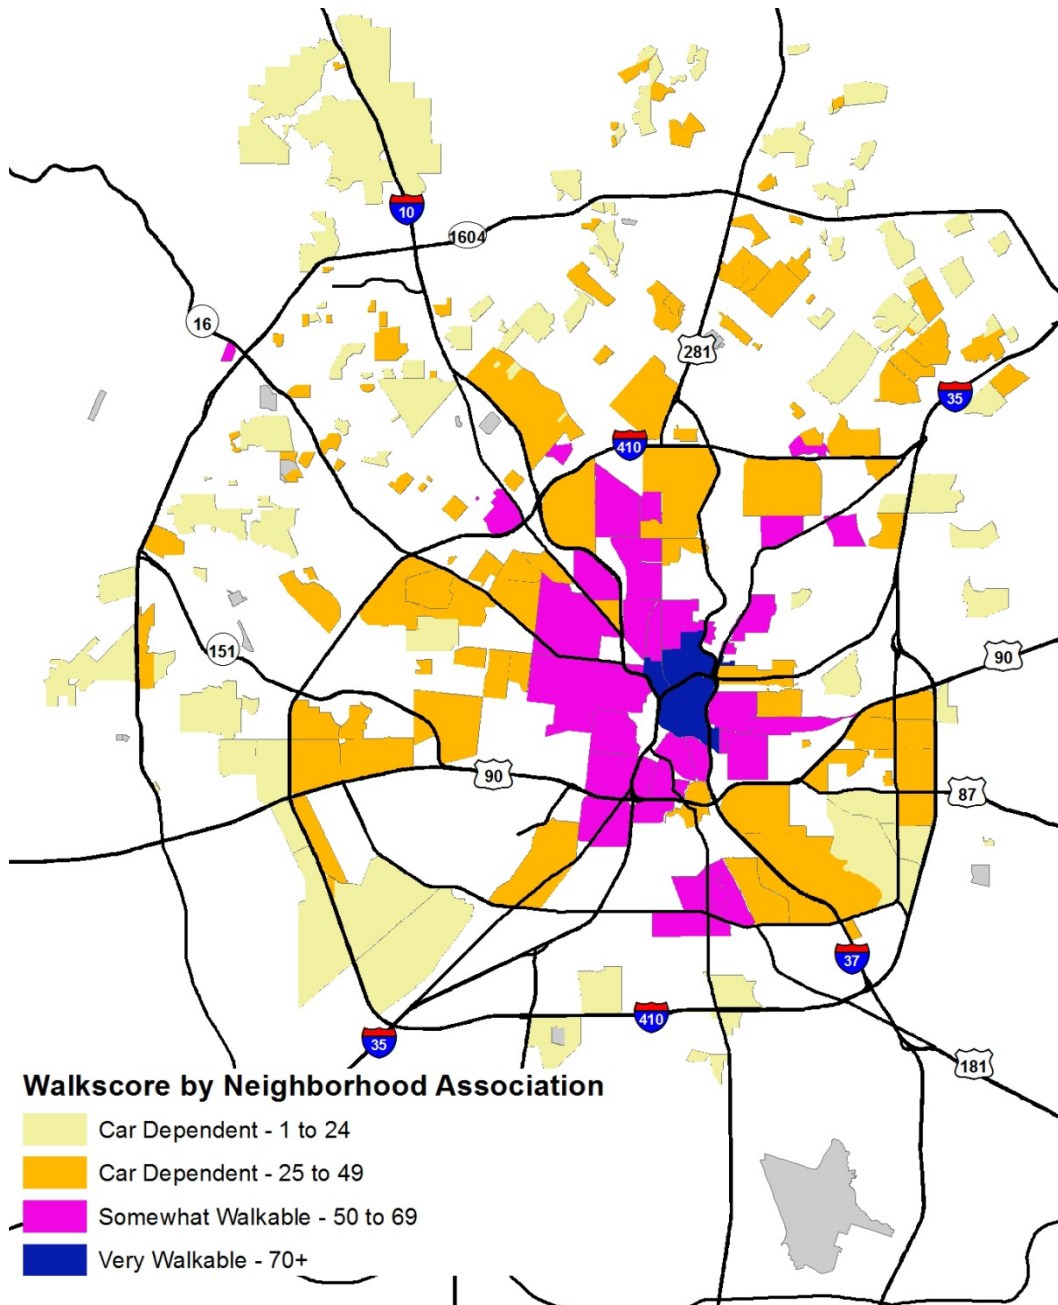 10
1604
16
281
35
410
151
90
90
87
37
410
35
181
Walkscore by Neighborhood Association
Car Dependent - 1 to 24
Car Dependent - 25 to 49
Somewhat Walkable - 50 to 69
Very Walkable - 70+